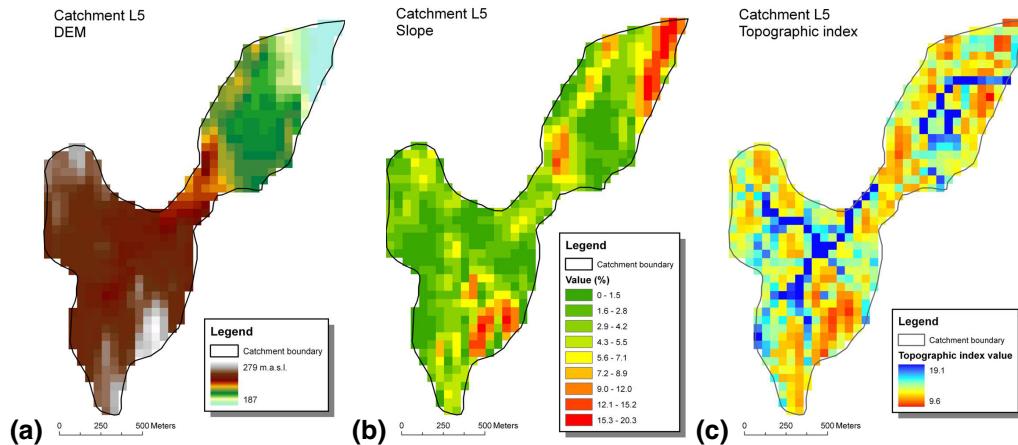 Catchment L5
DEM
Legend
Catchment boundary
279 m.a.s.l.
187
0 250 500 Meters
(a)
Catchment L5
Slope
Legend
Catchment boundary
Value (%)
0 - 1.5
1.6 - 2.8
2.9 - 4.2
4.3 - 5.5
5.6 - 7.1
7.2 - 8.9
9.0 - 12.0
12.1 - 15.2
15.3 - 20.3
0 250 500 Meters
(b)
Catchment L5
Topographic index
Legend
Catchment boundary
Topographic index value
19.1
9.6
0 250 500 Meters
(c)